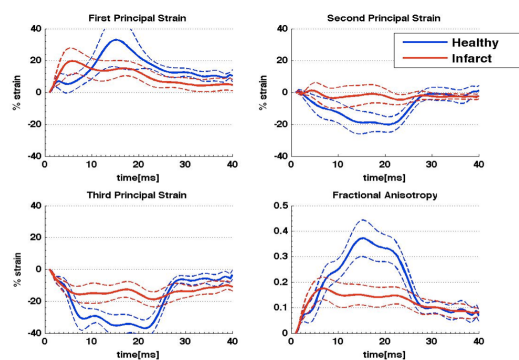 First Principal Strain
40
20
0
-20
-40
% strain
0 10 20 30 40
time[ms]
Second Principal Strain
Healthy
Infarct
40
20
0
-20
-40
% strain
0 10 20 30 40
time[ms]
Third Principal Strain
40
20
0
-20
-40
% strain
0 10 20 30 40
time[ms]
Fractional Anisotropy
0.5
0.4
0.3
0.2
0.1
0
0 10 20 30 40
time[ms]